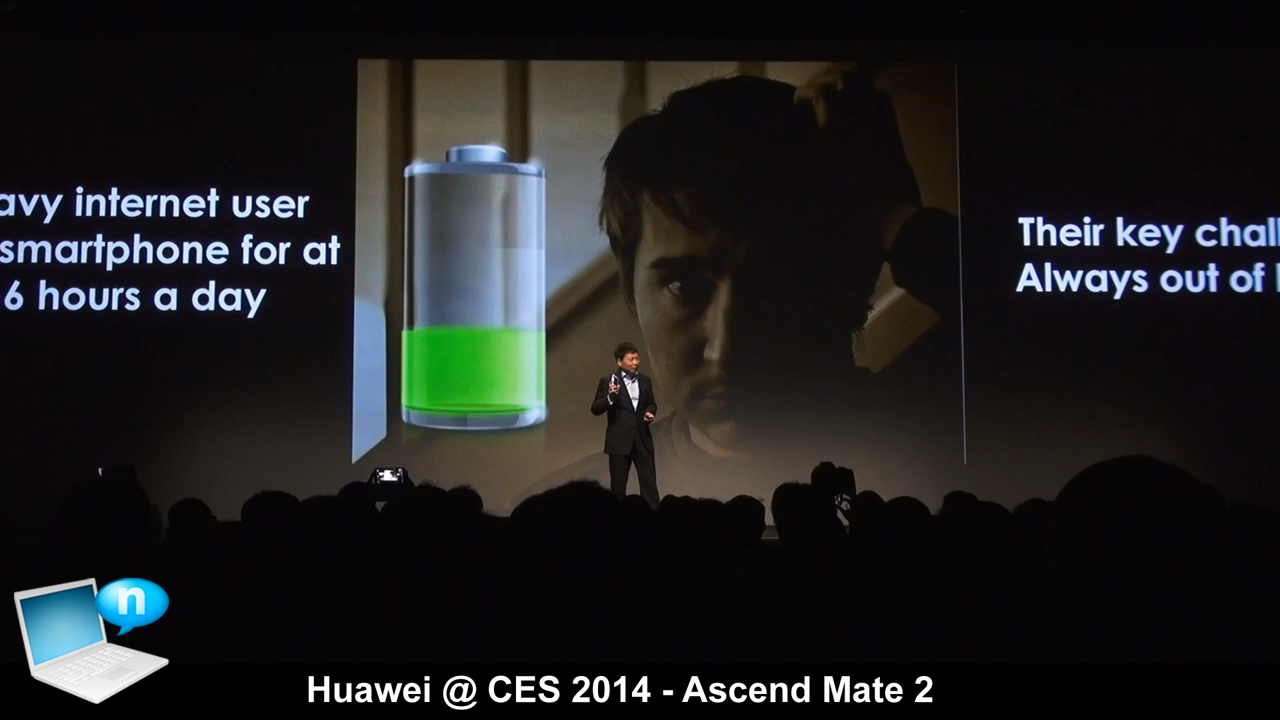 avy internet user
smartphone for at
6 hours a day
Their key chall
Always out of
n
Huawei @ CES 2014 - Ascend Mate 2